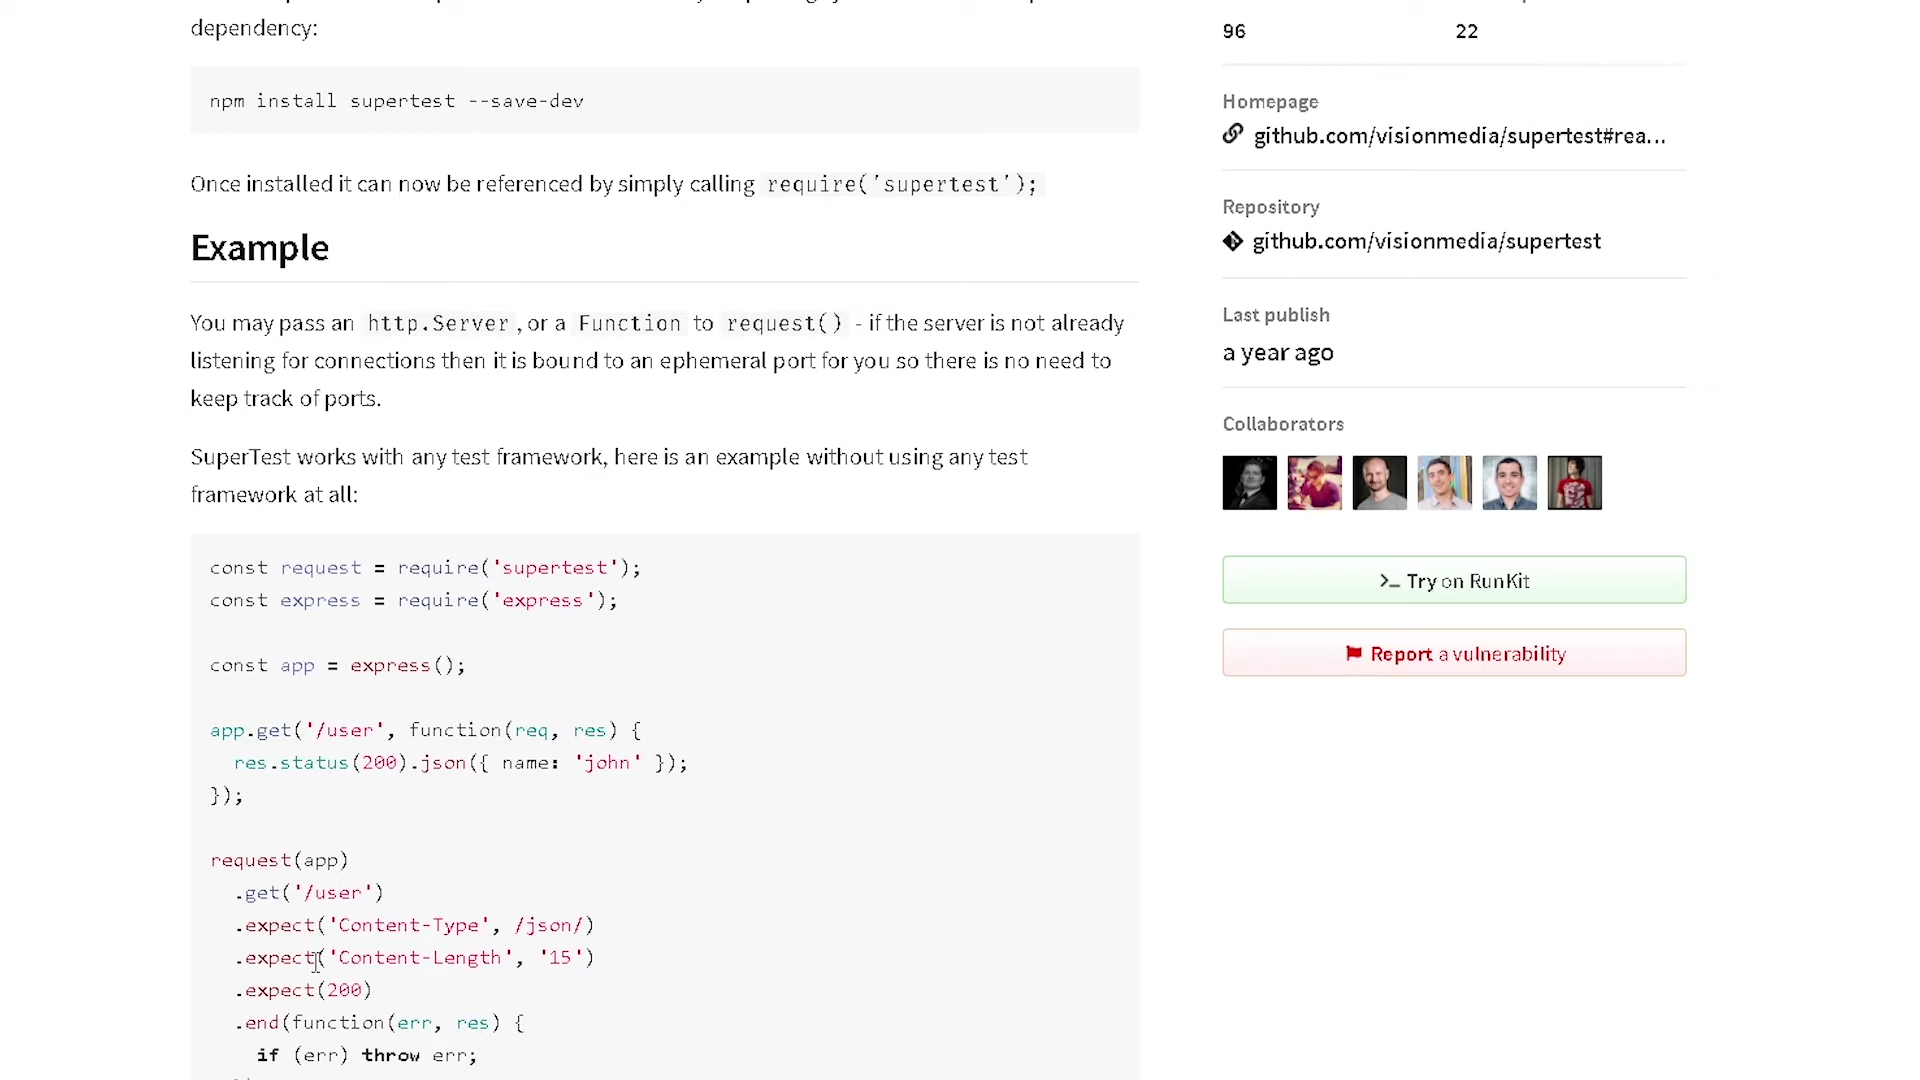 dependency:
npm install supertest --save-dev
Once installed it can now be referenced by simply calling require('supertest');
Example
You may pass an http.Server, or a Function to request() - if the server is not already
listening for connections then it is bound to an ephemeral port for you so there is no need to
keep track of ports.
SuperTest works with any test framework, here is an example without using any test
framework at all:
const request = require('supertest');
const express = require('express');
const app = express();
app.get('/user', function(req, res) {
  res.status(200).json({ name: 'john' });
});
request(app)
  .get('/user')
  .expect('Content-Type', /json/)
  .expect('Content-Length', '15')
  .expect(200)
  .end(function(err, res) {
    if (err) throw err;
96 22
Homepage
github.com/visionmedia/supertest#rea...
Repository
github.com/visionmedia/supertest
Last publish
a year ago
Collaborators
>_ Try on RunKit
Report a vulnerability